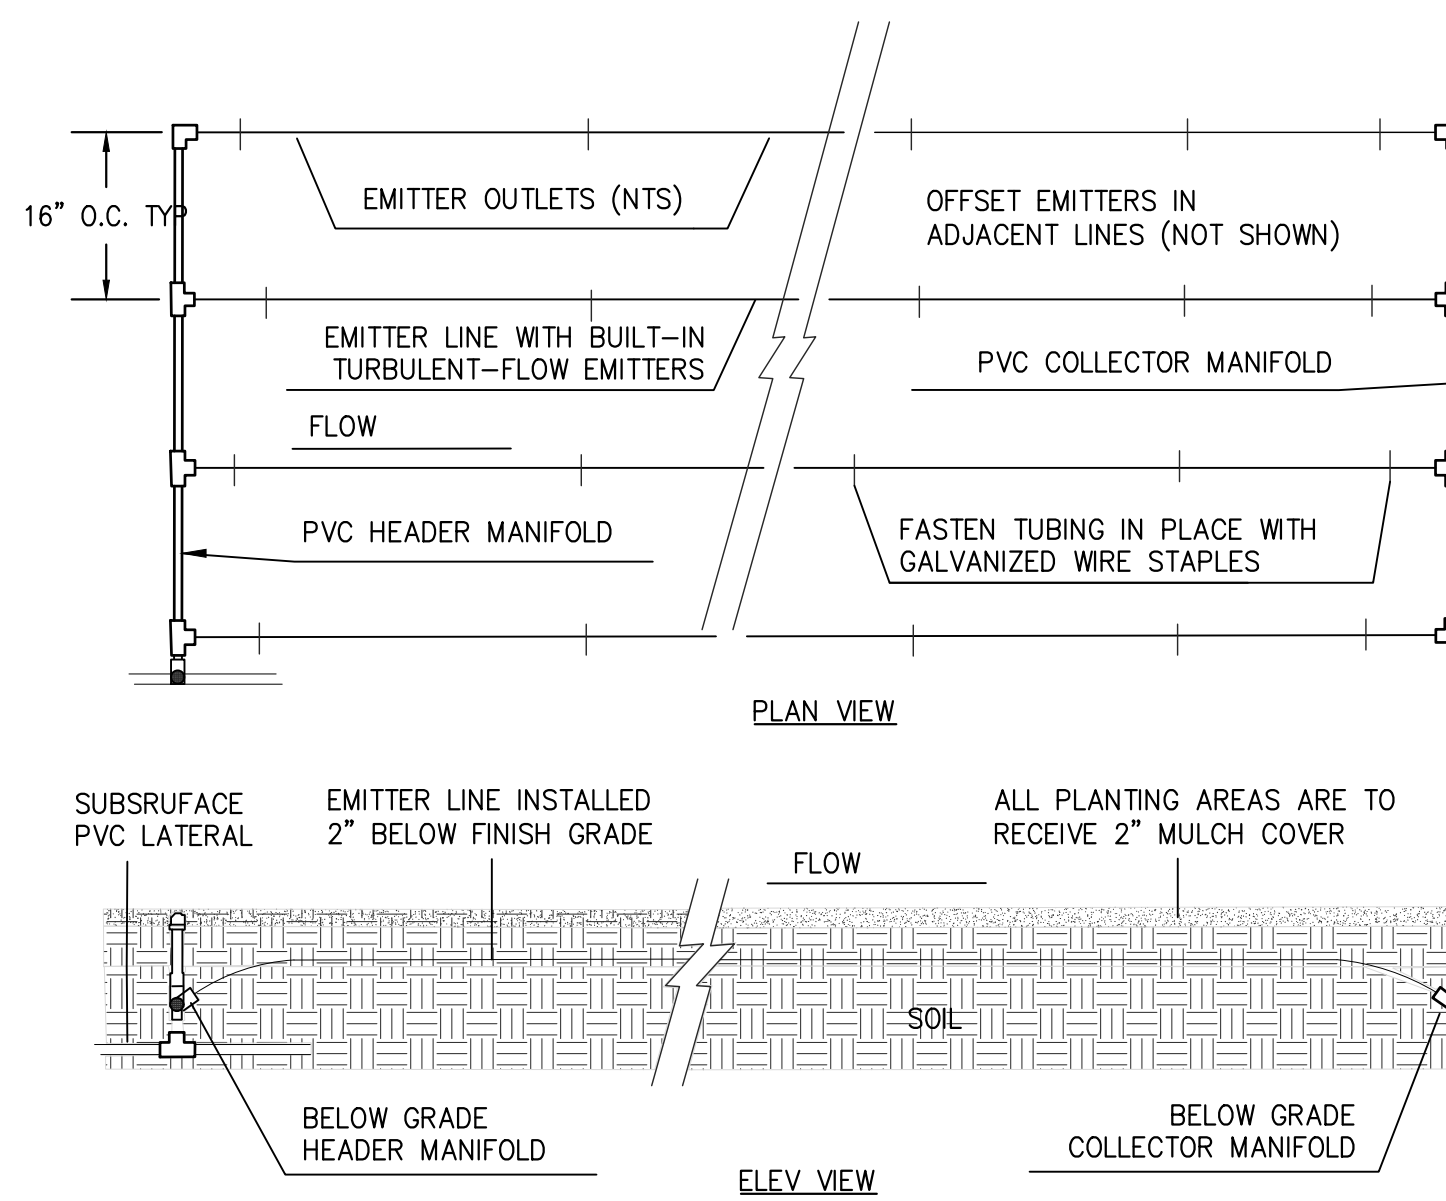 16” O.C. TYP
EMITTER OUTLETS (NTS)
OFFSET EMITTERS IN
ADJACENT LINES (NOT SHOWN)
EMITTER LINE WITH BUILT-IN
TURBULENT-FLOW EMITTERS
PVC COLLECTOR MANIFOLD
FLOW
PVC HEADER MANIFOLD
FASTEN TUBING IN PLACE WITH
GALVANIZED WIRE STAPLES
PLAN VIEW
SUBSRUFACE
PVC LATERAL
EMITTER LINE INSTALLED
2” BELOW FINISH GRADE
FLOW
ALL PLANTING AREAS ARE TO
RECEIVE 2” MULCH COVER
SOIL
BELOW GRADE
HEADER MANIFOLD
BELOW GRADE
COLLECTOR MANIFOLD
ELEV VIEW